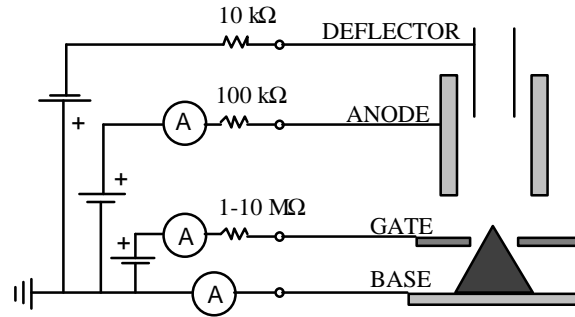 10 kΩ
DEFLECTOR
+
100 kΩ
ANODE
A
+
1-10 MΩ
GATE
A
+
BASE
A